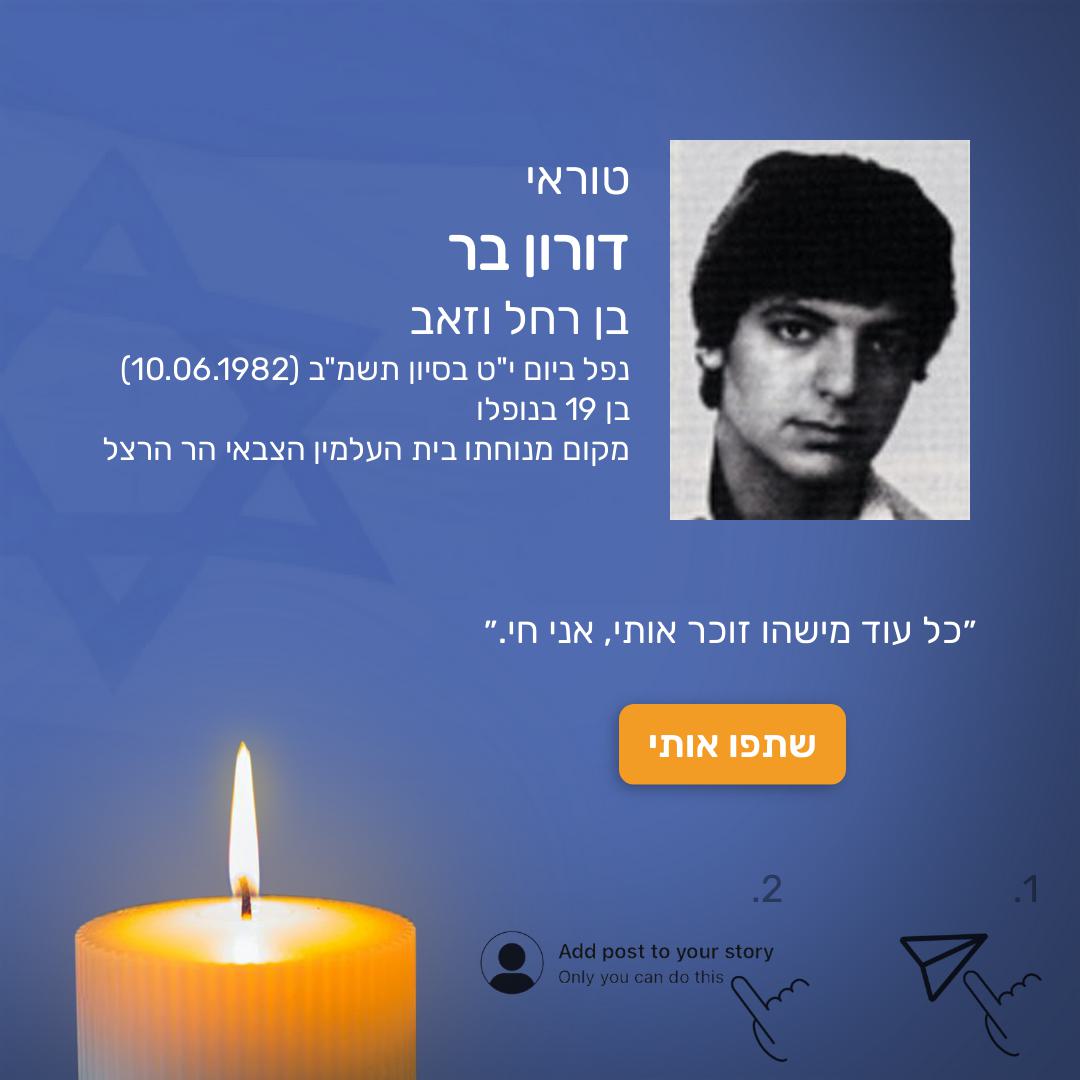 טוראי
דורון בר
בן רחל וזאב
נפל ביום י"ט בסיון תשמ"ב (10.06.1982)
בן 19 בנופלו
מקום מנוחתו בית העלמין הצבאי הר הרצל
"כל עוד מישהו זוכר אותי, אני חי."
שתפו אותי
1.
2.
Add post to your story
Only you can do this